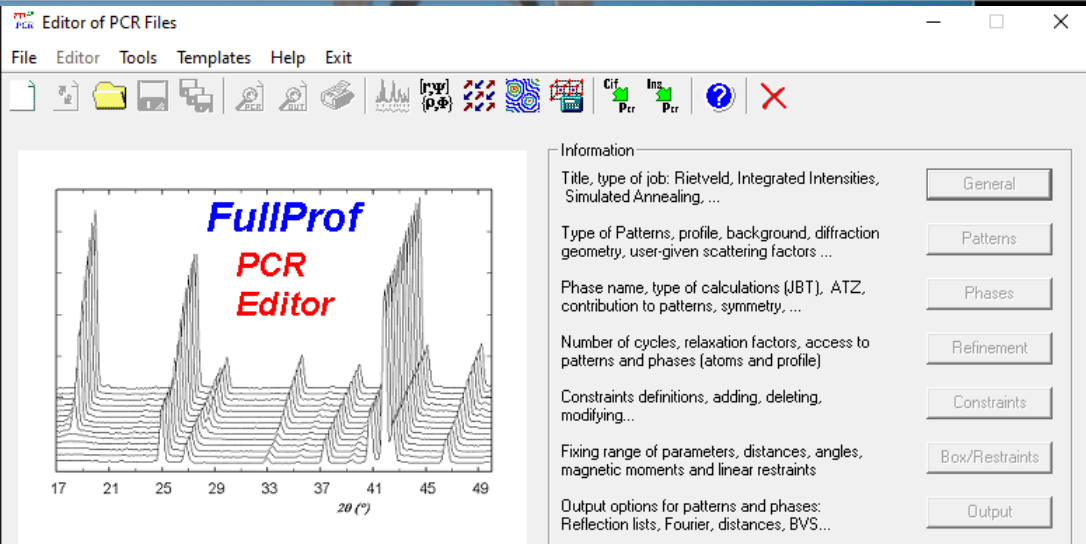 Editor of PCR Files
File Editor Tools Templates Help Exit
PCR
OUT
[r,Ψ]
{ρ,Φ}
Cif
Pcr
Ins
Pcr
FullProf
PCR
Editor
17 21 25 29 33 37 41 45 49
2θ (°)
Information
Title, type of job: Rietveld, Integrated Intensities,
Simulated Annealing, ...
General
Type of Patterns, profile, background, diffraction
geometry, user-given scattering factors ...
Patterns
Phase name, type of calculations (JBT), ATZ,
contribution to patterns, symmetry, ...
Phases
Number of cycles, relaxation factors, access to
patterns and phases (atoms and profile)
Refinement
Constraints definitions, adding, deleting,
modifying...
Constraints
Fixing range of parameters, distances, angles,
magnetic moments and linear restraints
Box/Restraints
Output options for patterns and phases:
Reflection lists, Fourier, distances, BVS...
Output